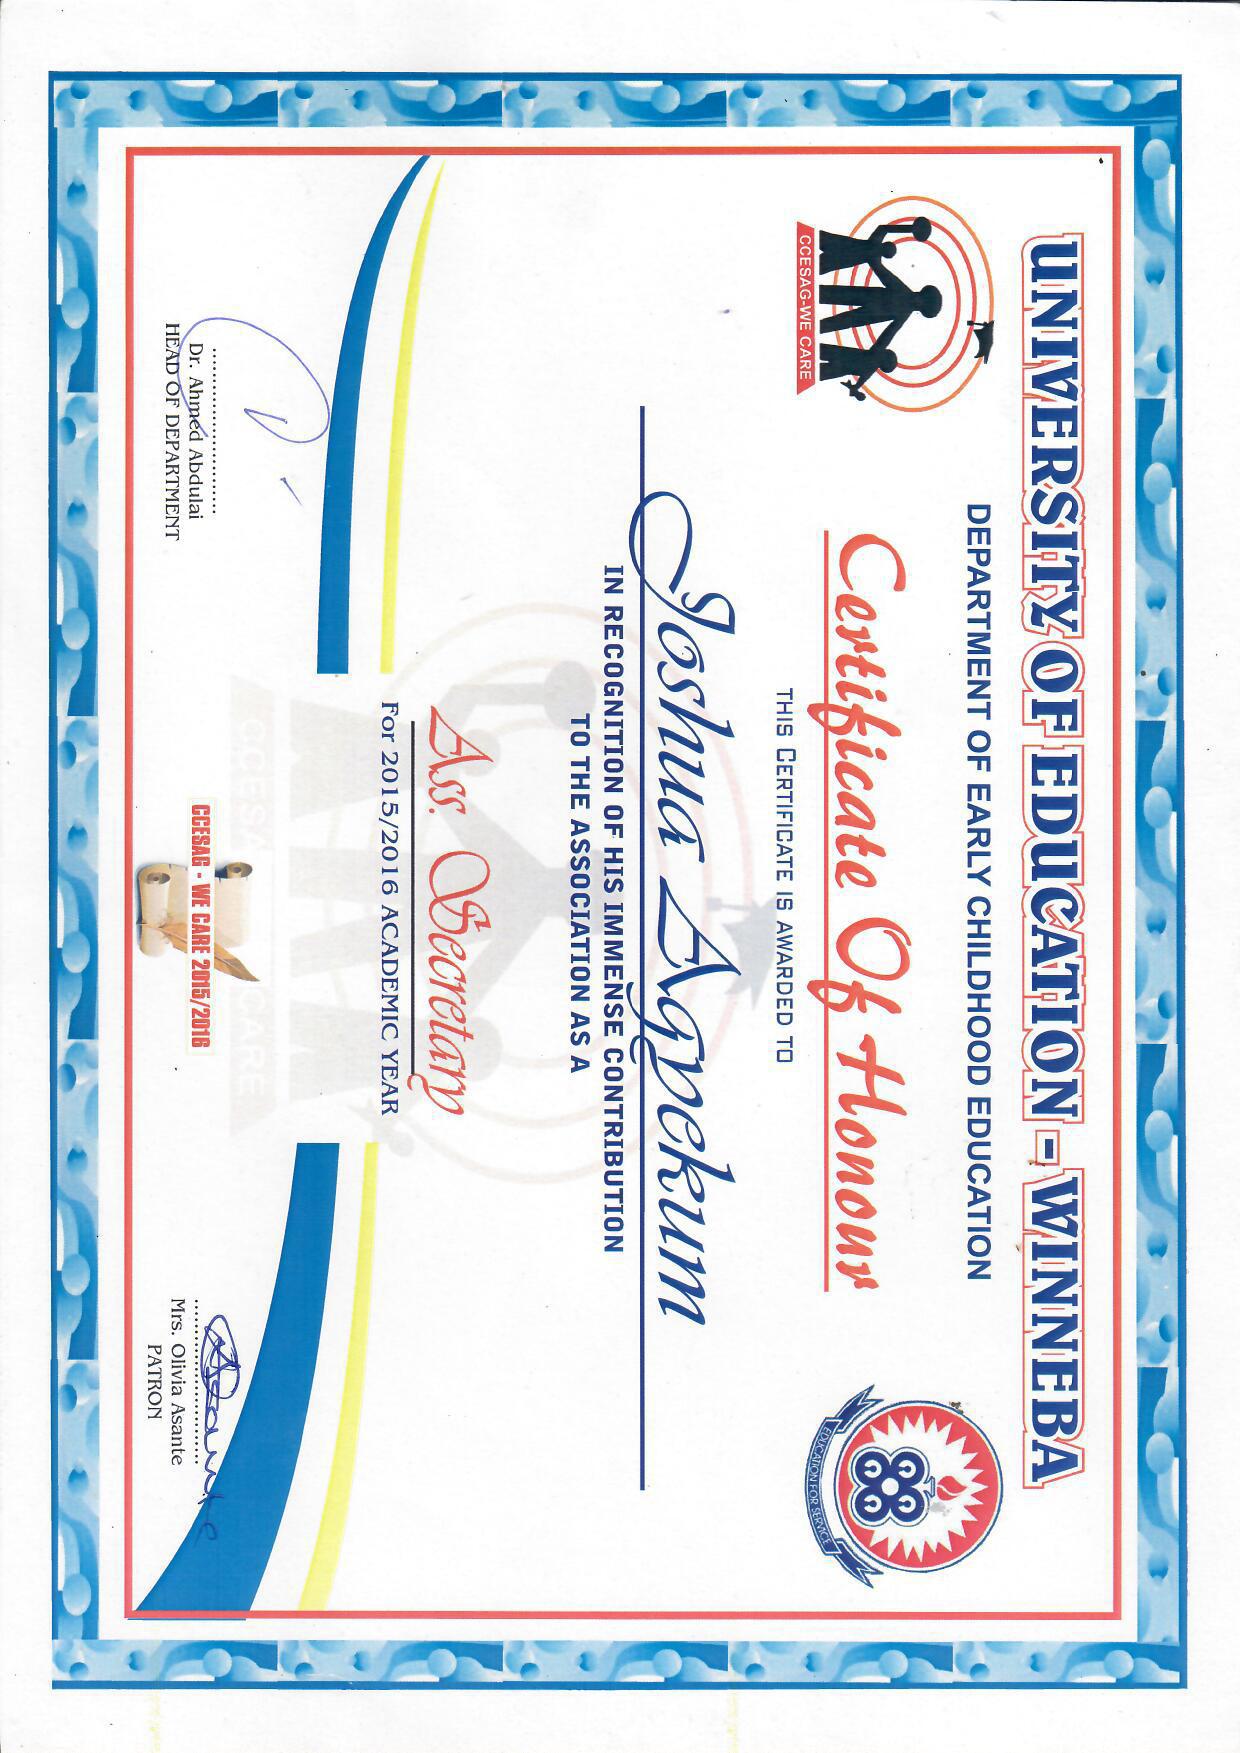 UNIVERSITY OF EDUCATION - WINNEBA
DEPARTMENT OF EARLY CHILDHOOD EDUCATION
CCESAG-WE CARE
EDUCATION FOR SERVICE
Certificate Of Honour
THIS CERTIFICATE IS AWARDED TO
Joshua Agpekum
IN RECOGNITION OF HIS IMMENSE CONTRIBUTION
TO THE ASSOCIATION AS A
Ass. Secretary
For 2015/2016 ACADEMIC YEAR
CCESAG - WE CARE 2015/2016
Dr. Ahmed Abdulai
HEAD OF DEPARTMENT
Mrs. Olivia Asante
PATRON